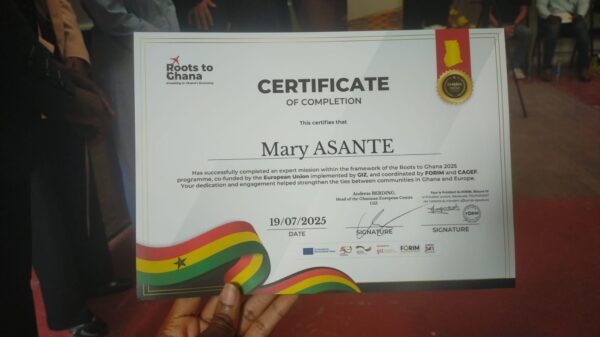 Roots to
Ghana
CERTIFICATE
OF COMPLETION
This certifies that
Mary ASANTE
Has successfully completed an expert mission within the framework of the Roots to Ghana 2025
programme, co-funded by the European Union implemented by GIZ, and coordinated by FORIM and CAGEF.
Your dedication and engagement helped strengthen the ties between communities in Ghana and Europe.
Andreas BERDING,
Head of the Ghanaian European Centre
GIZ
19/07/2025
DATE
SIGNATURE
SIGNATURE
FORIM
giz
FORIM